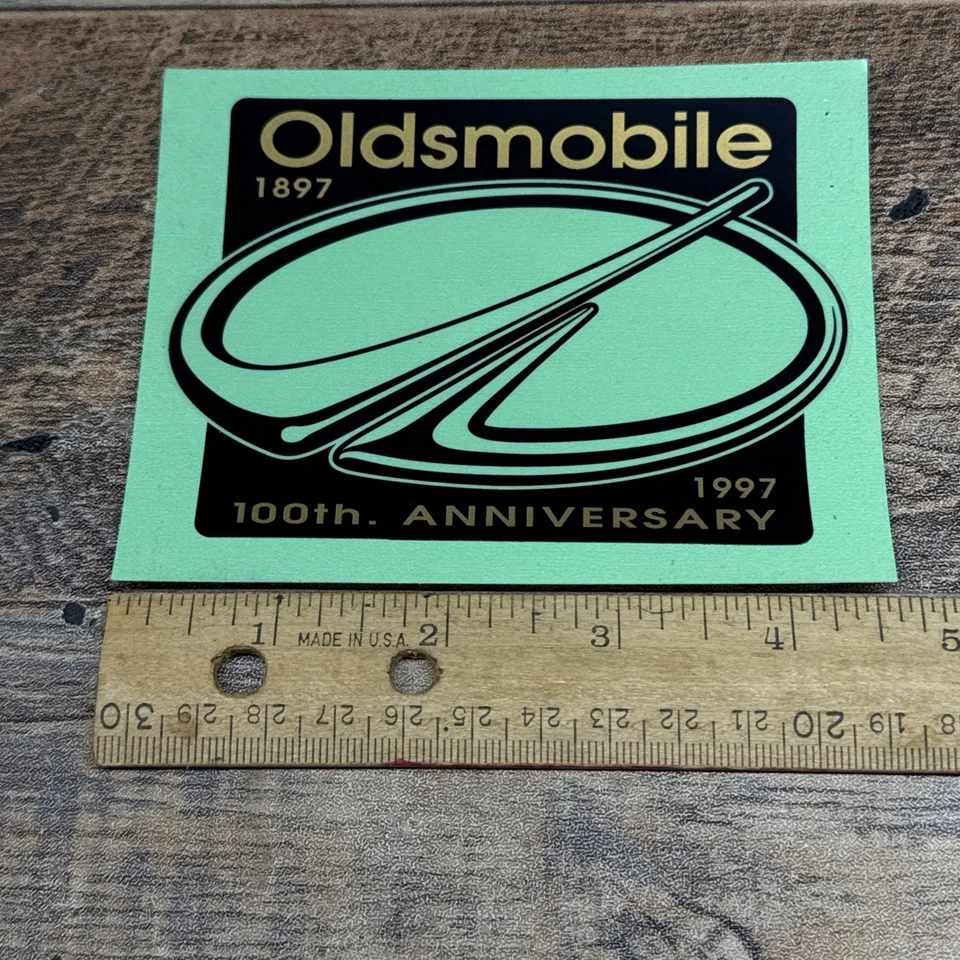 Oldsmobile
1897
1997
100th. ANNIVERSARY
1 MADE IN U.S.A. 2 3 4 5
30 29 28 27 26 25 24 23 22 21 20 19 18